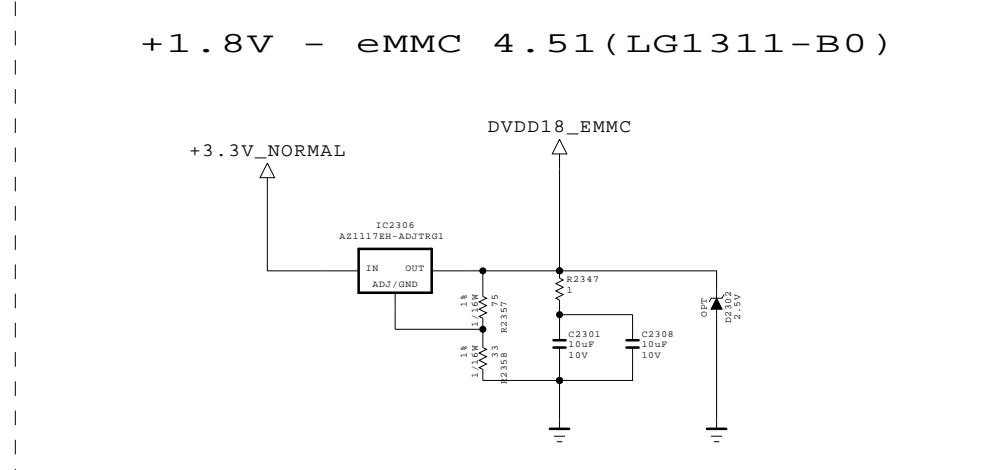 +1.8V - eMMC 4.51(LG1311-B0)
DVDD18_EMMC
+3.3V_NORMAL
IC2306
AZ1117EH-ADJTRG1
IN OUT
ADJ/GND
R2347
1
1%
1/16W
75
R2357
1%
1/16W
33
R2358
C2301
10uF
10V
C2308
10uF
10V
OPT
D2302
2.5V